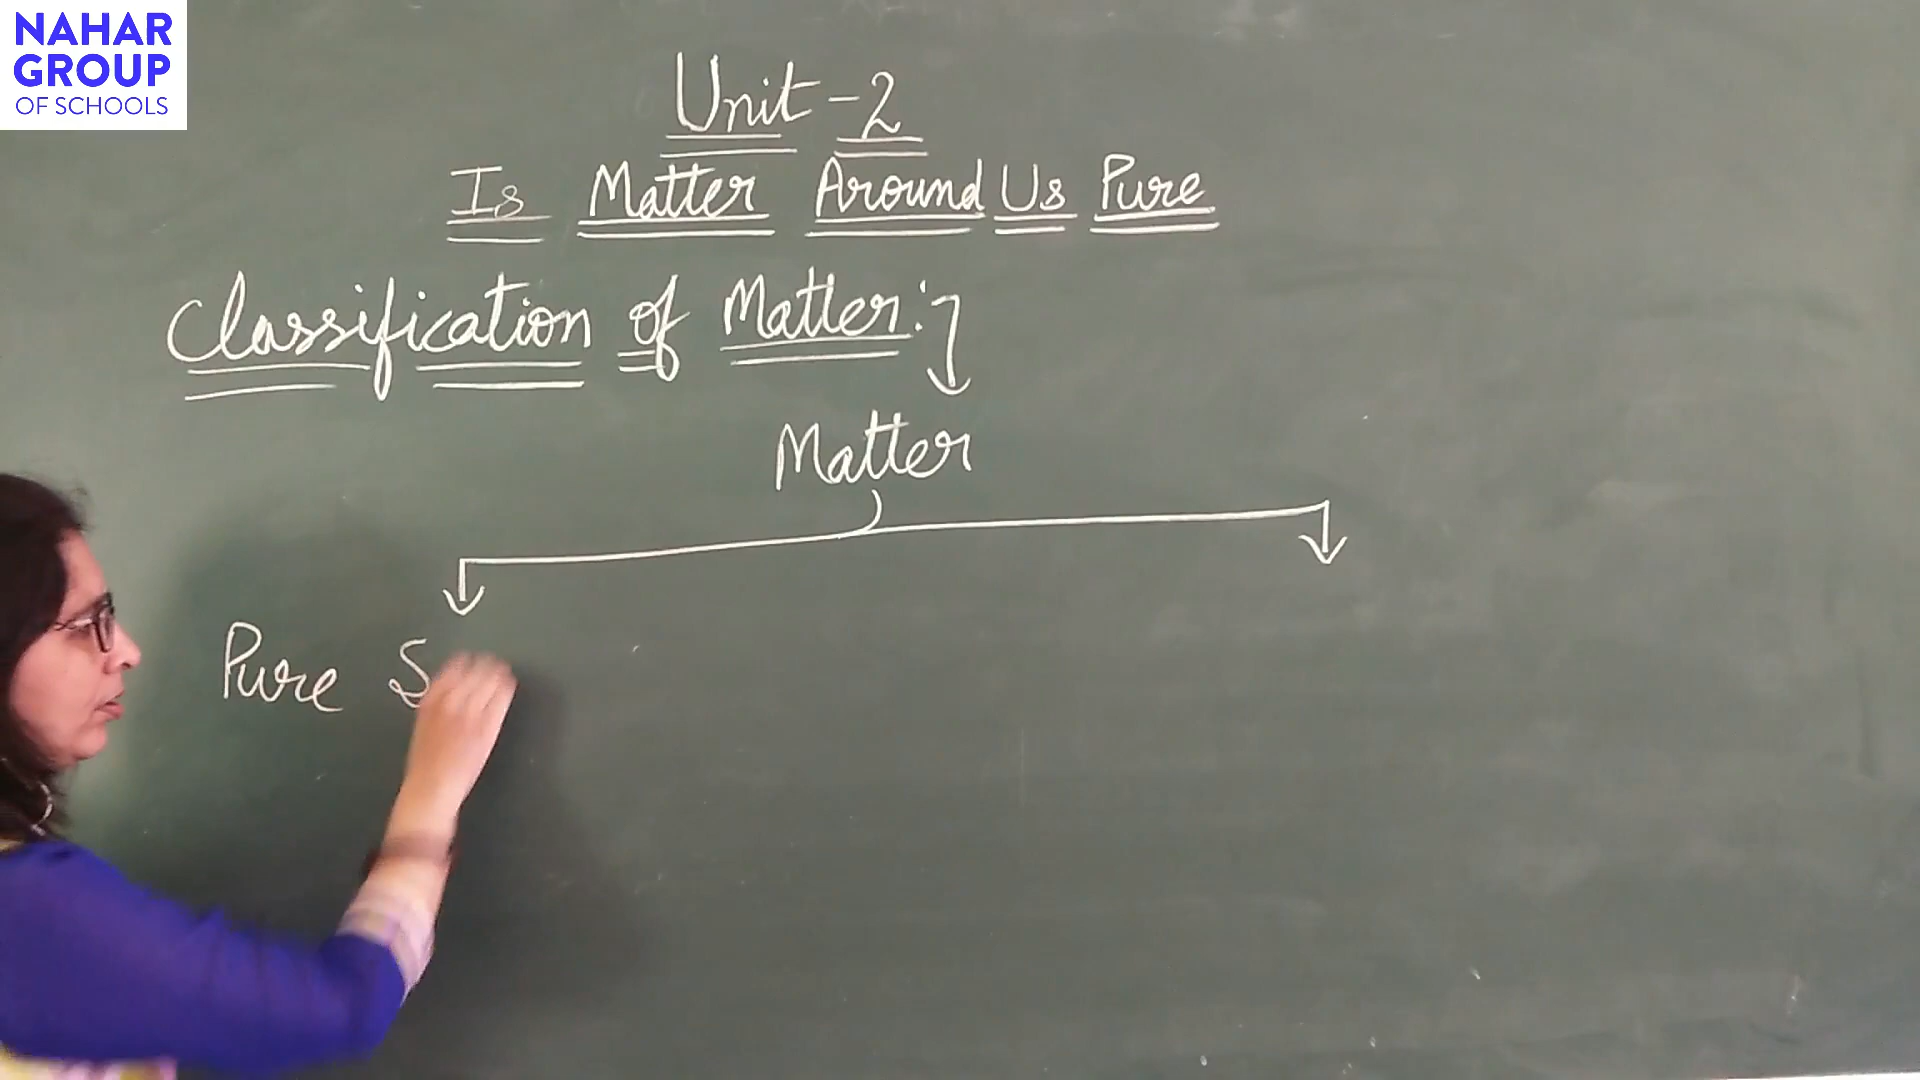 NAHAR
GROUP
OF SCHOOLS
Unit-2
Is Matter Around Us Pure
Classification of Matter:
Matter
Pure S